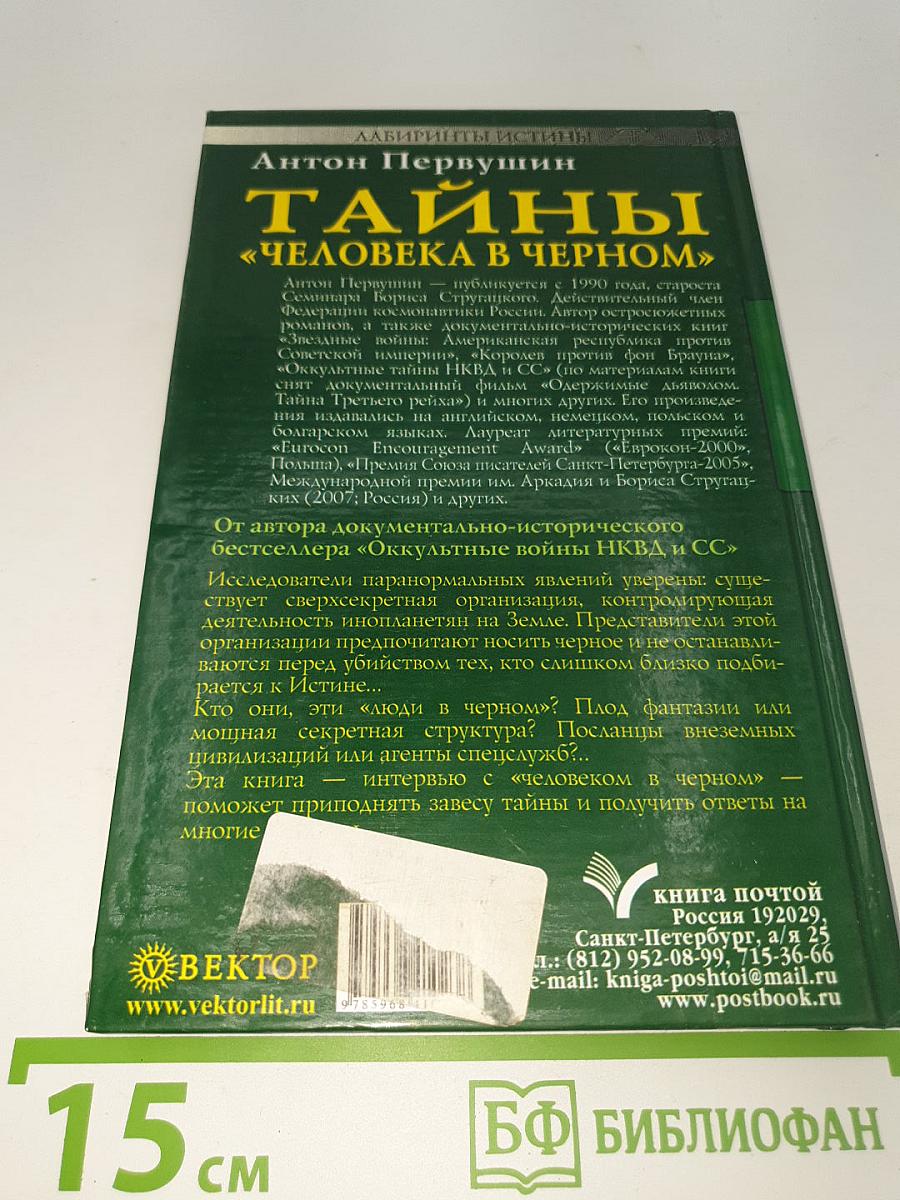 ЛАБИРИНТЫ ИСТИНЫ
Антон Первушин
ТАЙНЫ
«ЧЕЛОВЕКА В ЧЕРНОМ»
Антон Первушин — публикуется с 1990 года, староста
Семинара Бориса Стругацкого. Действительный член
Федерации космонавтики России. Автор остросюжетных
романов, а также документально-исторических книг
«Звездные войны: Американская республика против
Советской империи», «Королев против фон Брауна»,
«Оккультные тайны НКВД и СС» (по материалам книги
снят документальный фильм «Одержимые дьяволом.
Тайна Третьего рейха») и многих других. Его произведе-
ния издавались на английском, немецком, польском и
болгарском языках. Лауреат литературных премий:
«Eurocon Encouragement Award» («Еврокон-2000»,
Польша), «Премия Союза писателей Санкт-Петербурга-2005»,
Международной премии им. Аркадия и Бориса Стругац-
ких (2007; Россия) и других.
От автора документально-исторического
бестселлера «Оккультные войны НКВД и СС»
Исследователи паранормальных явлений уверены: суще-
ствует сверхсекретная организация, контролирующая
деятельность инопланетян на Земле. Представители этой
организации предпочитают носить черное и не останавли-
ваются перед убийством тех, кто слишком близко подби-
рается к Истине...
Кто они, эти «люди в черном»? Плод фантазии или
мощная секретная структура? Посланцы внеземных
цивилизаций или агенты спецслужб?..
Эта книга — интервью с «человеком в черном» —
поможет приподнять завесу тайны и получить ответы на
многие
книга почтой
Россия 192029,
Санкт-Петербург, а/я 25
л.: (812) 952-08-99, 715-36-66
e-mail: kniga-poshtoi@mail.ru
www.postbook.ru
V ВЕКТОР
www.vektorlit.ru
9 785968 41
15 см
БФ БИБЛИОФАН